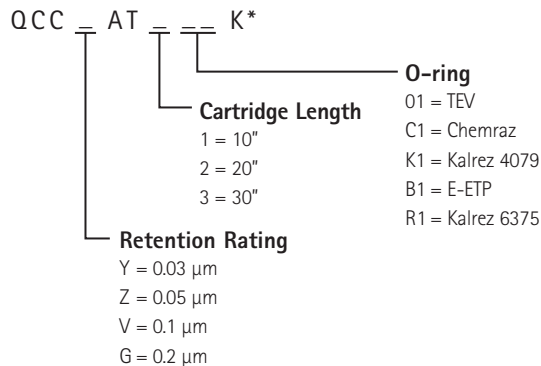 QCC _ AT _ _ _ K*
O-ring
01 = TEV
C1 = Chemraz
K1 = Kalrez 4079
B1 = E-ETP
R1 = Kalrez 6375
Cartridge Length
1 = 10"
2 = 20"
3 = 30"
Retention Rating
Y = 0.03 µm
Z = 0.05 µm
V = 0.1 µm
G = 0.2 µm